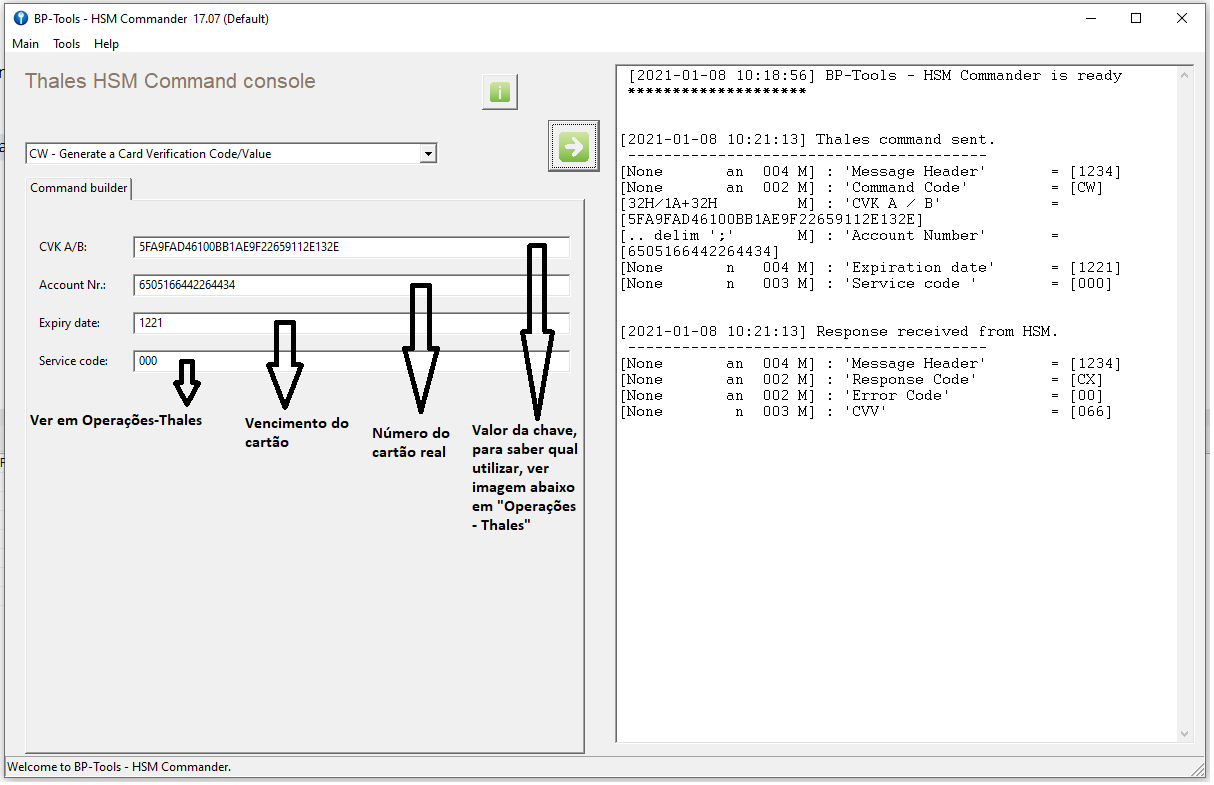 BP-Tools - HSM Commander 17.07 (Default)
Main Tools Help
Thales HSM Command console
CW - Generate a Card Verification Code/Value
Command builder
CVK A/B: 5FA9FAD46100BB1AE9F22659112E132E
Account Nr.: 6505166442264434
Expiry date: 1221
Service code: 000
Ver em Operações-Thales
Vencimento do
cartão
Número do
cartão real
Valor da chave,
para saber qual
utilizar, ver
imagem abaixo
em "Operações
- Thales"
[2021-01-08 10:18:56] BP-Tools - HSM Commander is ready
********************
[2021-01-08 10:21:13] Thales command sent.
----------------------------------------
[None an 004 M] : 'Message Header' = [1234]
[None an 002 M] : 'Command Code' = [CW]
[32H/1A+32H M] : 'CVK A / B' =
[5FA9FAD46100BB1AE9F22659112E132E]
[.. delim ';' M] : 'Account Number' =
[6505166442264434]
[None n 004 M] : 'Expiration date' = [1221]
[None n 003 M] : 'Service code ' = [000]
[2021-01-08 10:21:13] Response received from HSM.
----------------------------------------
[None an 004 M] : 'Message Header' = [1234]
[None an 002 M] : 'Response Code' = [CX]
[None an 002 M] : 'Error Code' = [00]
[None n 003 M] : 'CVV' = [066]
Welcome to BP-Tools - HSM Commander.